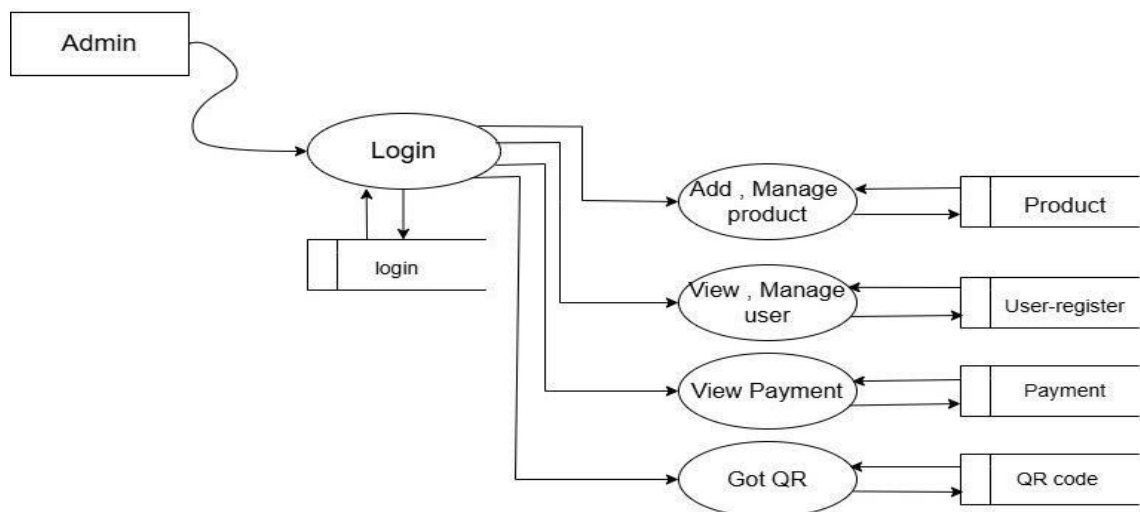 Admin
Login
login
Add , Manage
product
Product
View , Manage
user
User-register
View Payment
Payment
Got QR
QR code